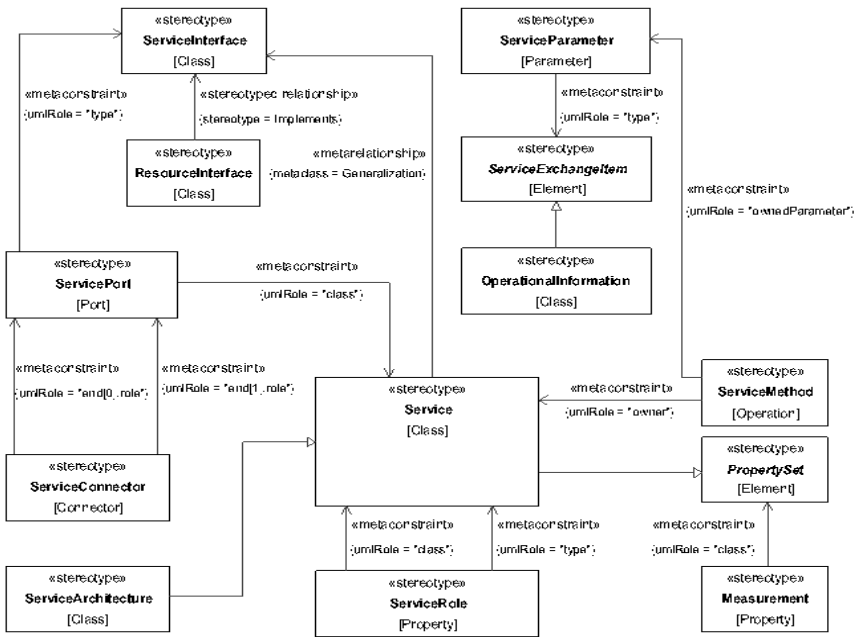 «stereotype»
ServiceInterface
[Class]
«stereotype»
ServiceParameter
[Parameter]
«metaconstraint»
{umlRole = "type"}
«stereotyped relationship»
{stereotype = Implements}
«metaconstraint»
{umlRole = "type"}
«stereotype»
ResourceInterface
[Class]
«metarelationship»
{metaclass = Generalization}
«stereotype»
ServiceExchangeItem
[Element]
«metaconstraint»
{umlRole = "ownedParameter"}
«stereotype»
ServicePort
[Port]
«metaconstraint»
{umlRole = "class"}
«stereotype»
OperationalInformation
[Class]
«metaconstraint»
{umlRole = "end[0].role"}
«metaconstraint»
{umlRole = "end[1].role"}
«stereotype»
Service
[Class]
«metaconstraint»
{umlRole = "owner"}
«stereotype»
ServiceMethod
[Operation]
«stereotype»
ServiceConnector
[Connector]
«stereotype»
PropertySet
[Element]
«metaconstraint»
{umlRole = "class"}
«metaconstraint»
{umlRole = "type"}
«metaconstraint»
{umlRole = "class"}
«stereotype»
ServiceArchitecture
[Class]
«stereotype»
ServiceRole
[Property]
«stereotype»
Measurement
[Property]